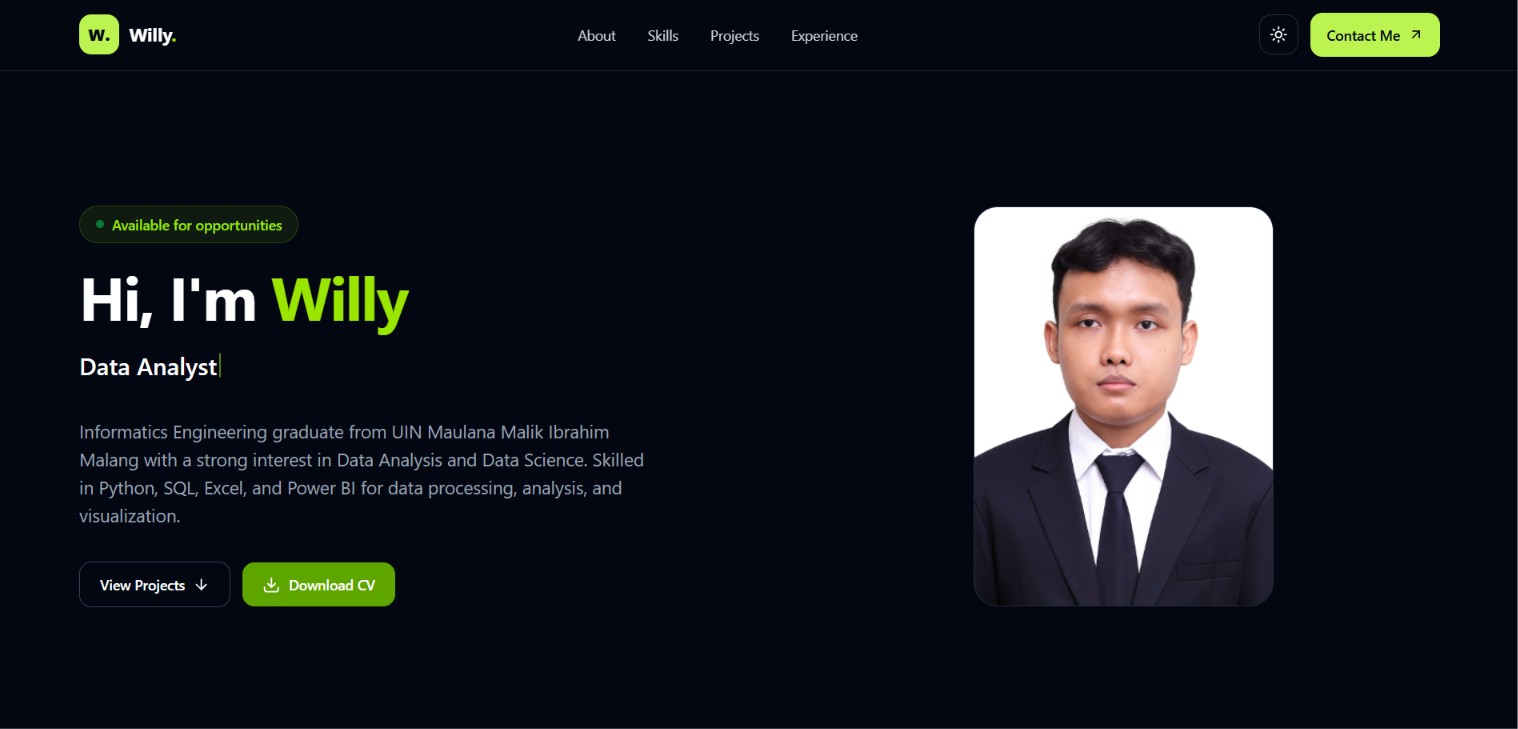 w. Willy.
About Skills Projects Experience
Contact Me
Available for opportunities
Hi, I'm Willy
Data Analyst
Informatics Engineering graduate from UIN Maulana Malik Ibrahim
Malang with a strong interest in Data Analysis and Data Science. Skilled
in Python, SQL, Excel, and Power BI for data processing, analysis, and
visualization.
View Projects
Download CV